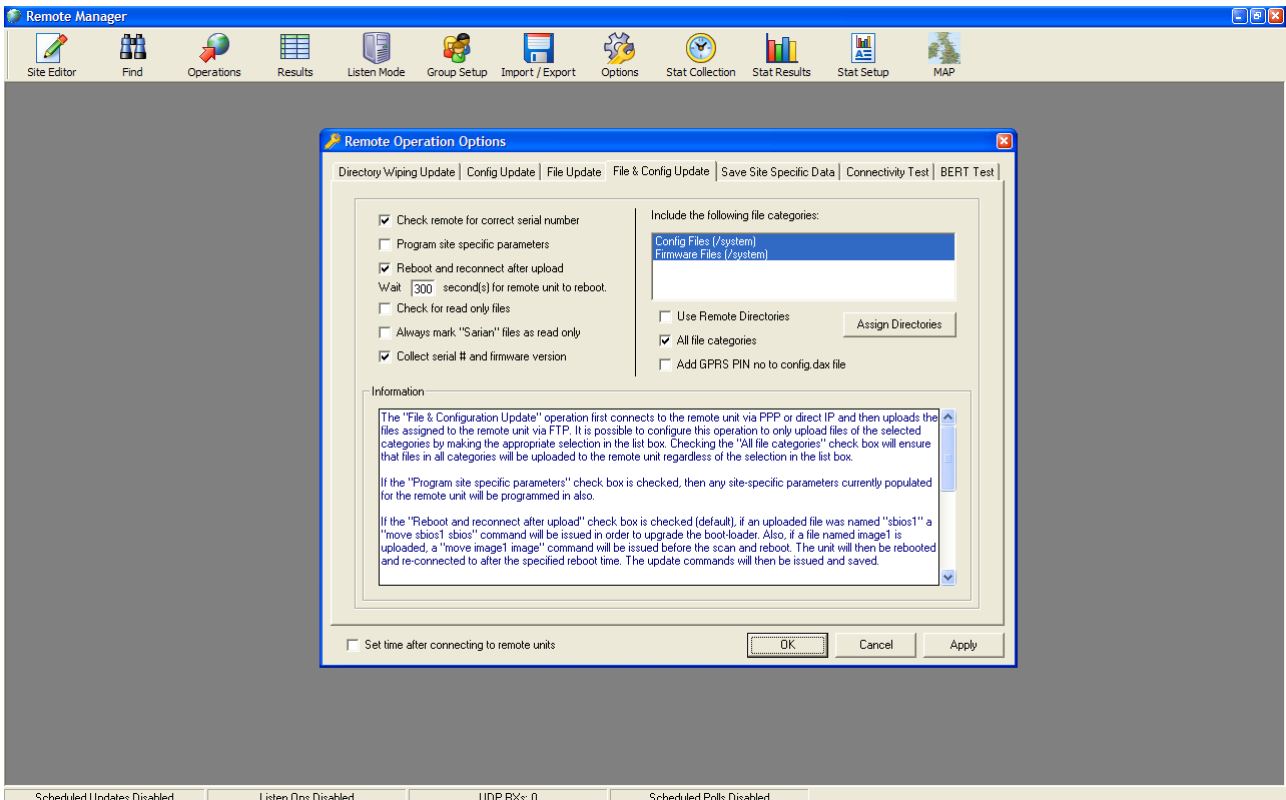 Remote Manager
Site Editor Find Operations Results Listen Mode Group Setup Import / Export Options Stat Collection Stat Results Stat Setup MAP
Remote Operation Options
Directory Wiping Update Config Update File Update File & Config Update Save Site Specific Data Connectivity Test BERT Test
Check remote for correct serial number
Program site specific parameters
Reboot and reconnect after upload
Wait 300 second(s) for remote unit to reboot.
Check for read only files
Always mark "Sarian" files as read only
Collect serial # and firmware version
Include the following file categories:
Config Files (/system)
Firmware Files (/system)
Use Remote Directories
Assign Directories
All file categories
Add GPRS PIN no to config.dax file
Information
The "File & Configuration Update" operation first connects to the remote unit via PPP or direct IP and then uploads the
files assigned to the remote unit via FTP. It is possible to configure this operation to only upload files of the selected
categories by making the appropriate selection in the list box. Checking the "All file categories" check box will ensure
that files in all categories will be uploaded to the remote unit regardless of the selection in the list box.
If the "Program site specific parameters" check box is checked, then any site-specific parameters currently populated
for the remote unit will be programmed in also.
If the "Reboot and reconnect after upload" check box is checked (default), if an uploaded file was named "sbios1" a
"move sbios1 sbios" command will be issued in order to upgrade the boot-loader. Also, if a file named image1 is
uploaded, a "move image1 image" command will be issued before the scan and reboot. The unit will then be rebooted
and re-connected to after the specified reboot time. The update commands will then be issued and saved.
Set time after connecting to remote units
OK Cancel Apply
Scheduled Updates Disabled Listen Ops Disabled UDP RXs: 0 Scheduled Polls Disabled